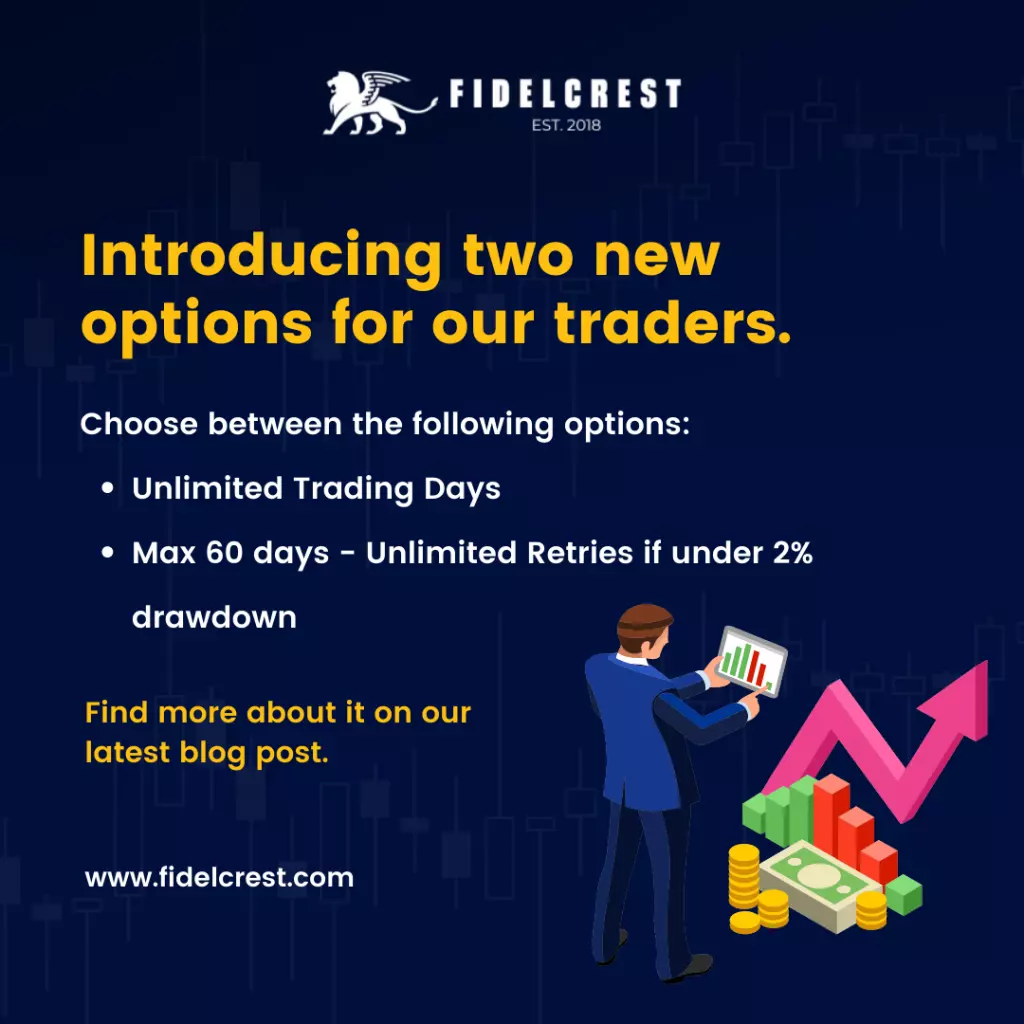 FIDELCREST
EST. 2018
Introducing two new
options for our traders.
Choose between the following options:
• Unlimited Trading Days
• Max 60 days - Unlimited Retries if under 2%
drawdown
Find more about it on our
latest blog post.
www.fidelcrest.com